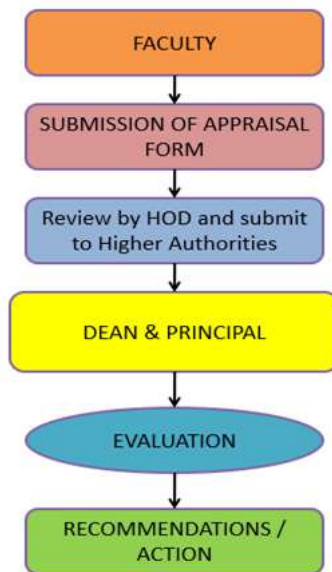 FACULTY
SUBMISSION OF APPRAISAL
FORM
Review by HOD and submit
to Higher Authorities
DEAN & PRINCIPAL
EVALUATION
RECOMMENDATIONS /
ACTION